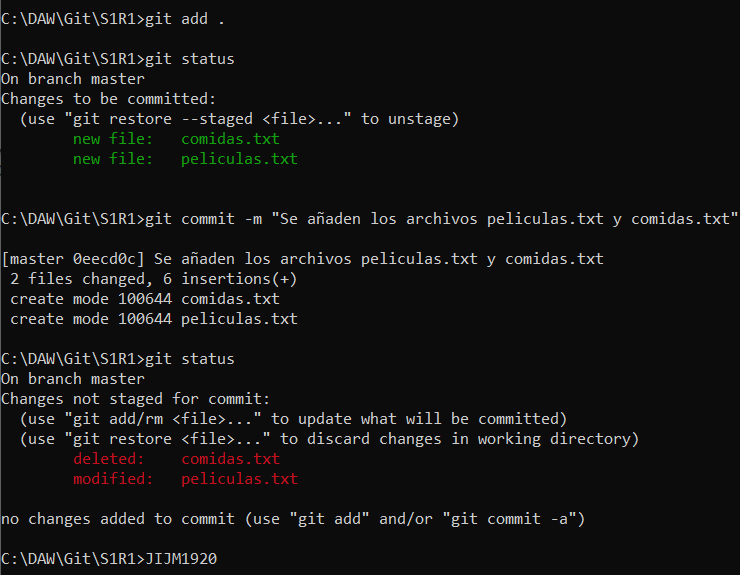 C:\DAW\Git\S1R1>git add .
C:\DAW\Git\S1R1>git status
On branch master
Changes to be committed:
  (use "git restore --staged <file>..." to unstage)
        new file:   comidas.txt
        new file:   peliculas.txt
C:\DAW\Git\S1R1>git commit -m "Se añaden los archivos peliculas.txt y comidas.txt"
[master 0eecd0c] Se añaden los archivos peliculas.txt y comidas.txt
 2 files changed, 6 insertions(+)
 create mode 100644 comidas.txt
 create mode 100644 peliculas.txt
C:\DAW\Git\S1R1>git status
On branch master
Changes not staged for commit:
  (use "git add/rm <file>..." to update what will be committed)
  (use "git restore <file>..." to discard changes in working directory)
        deleted:    comidas.txt
        modified:   peliculas.txt
no changes added to commit (use "git add" and/or "git commit -a")
C:\DAW\Git\S1R1>JIJM1920